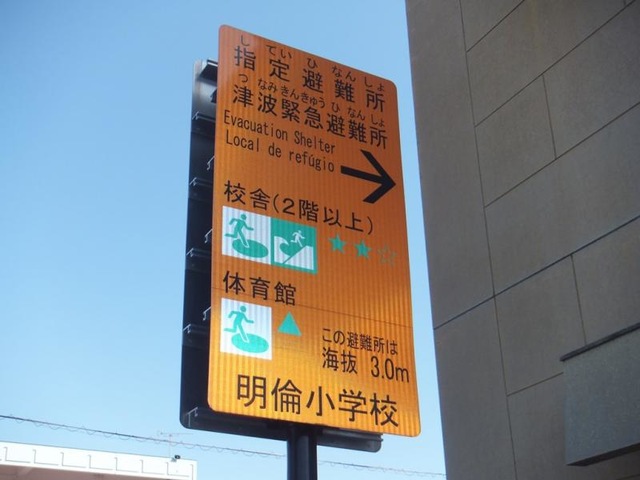 し てい ひ なん しょ
指定避難所
つ なみ きん きゅう ひ なん しょ
津波緊急避難所
Evacuation Shelter
Local de refúgio
校舎(2階以上)
★★☆
体育館
▲
この避難所は
海抜 3.0m
明倫小学校